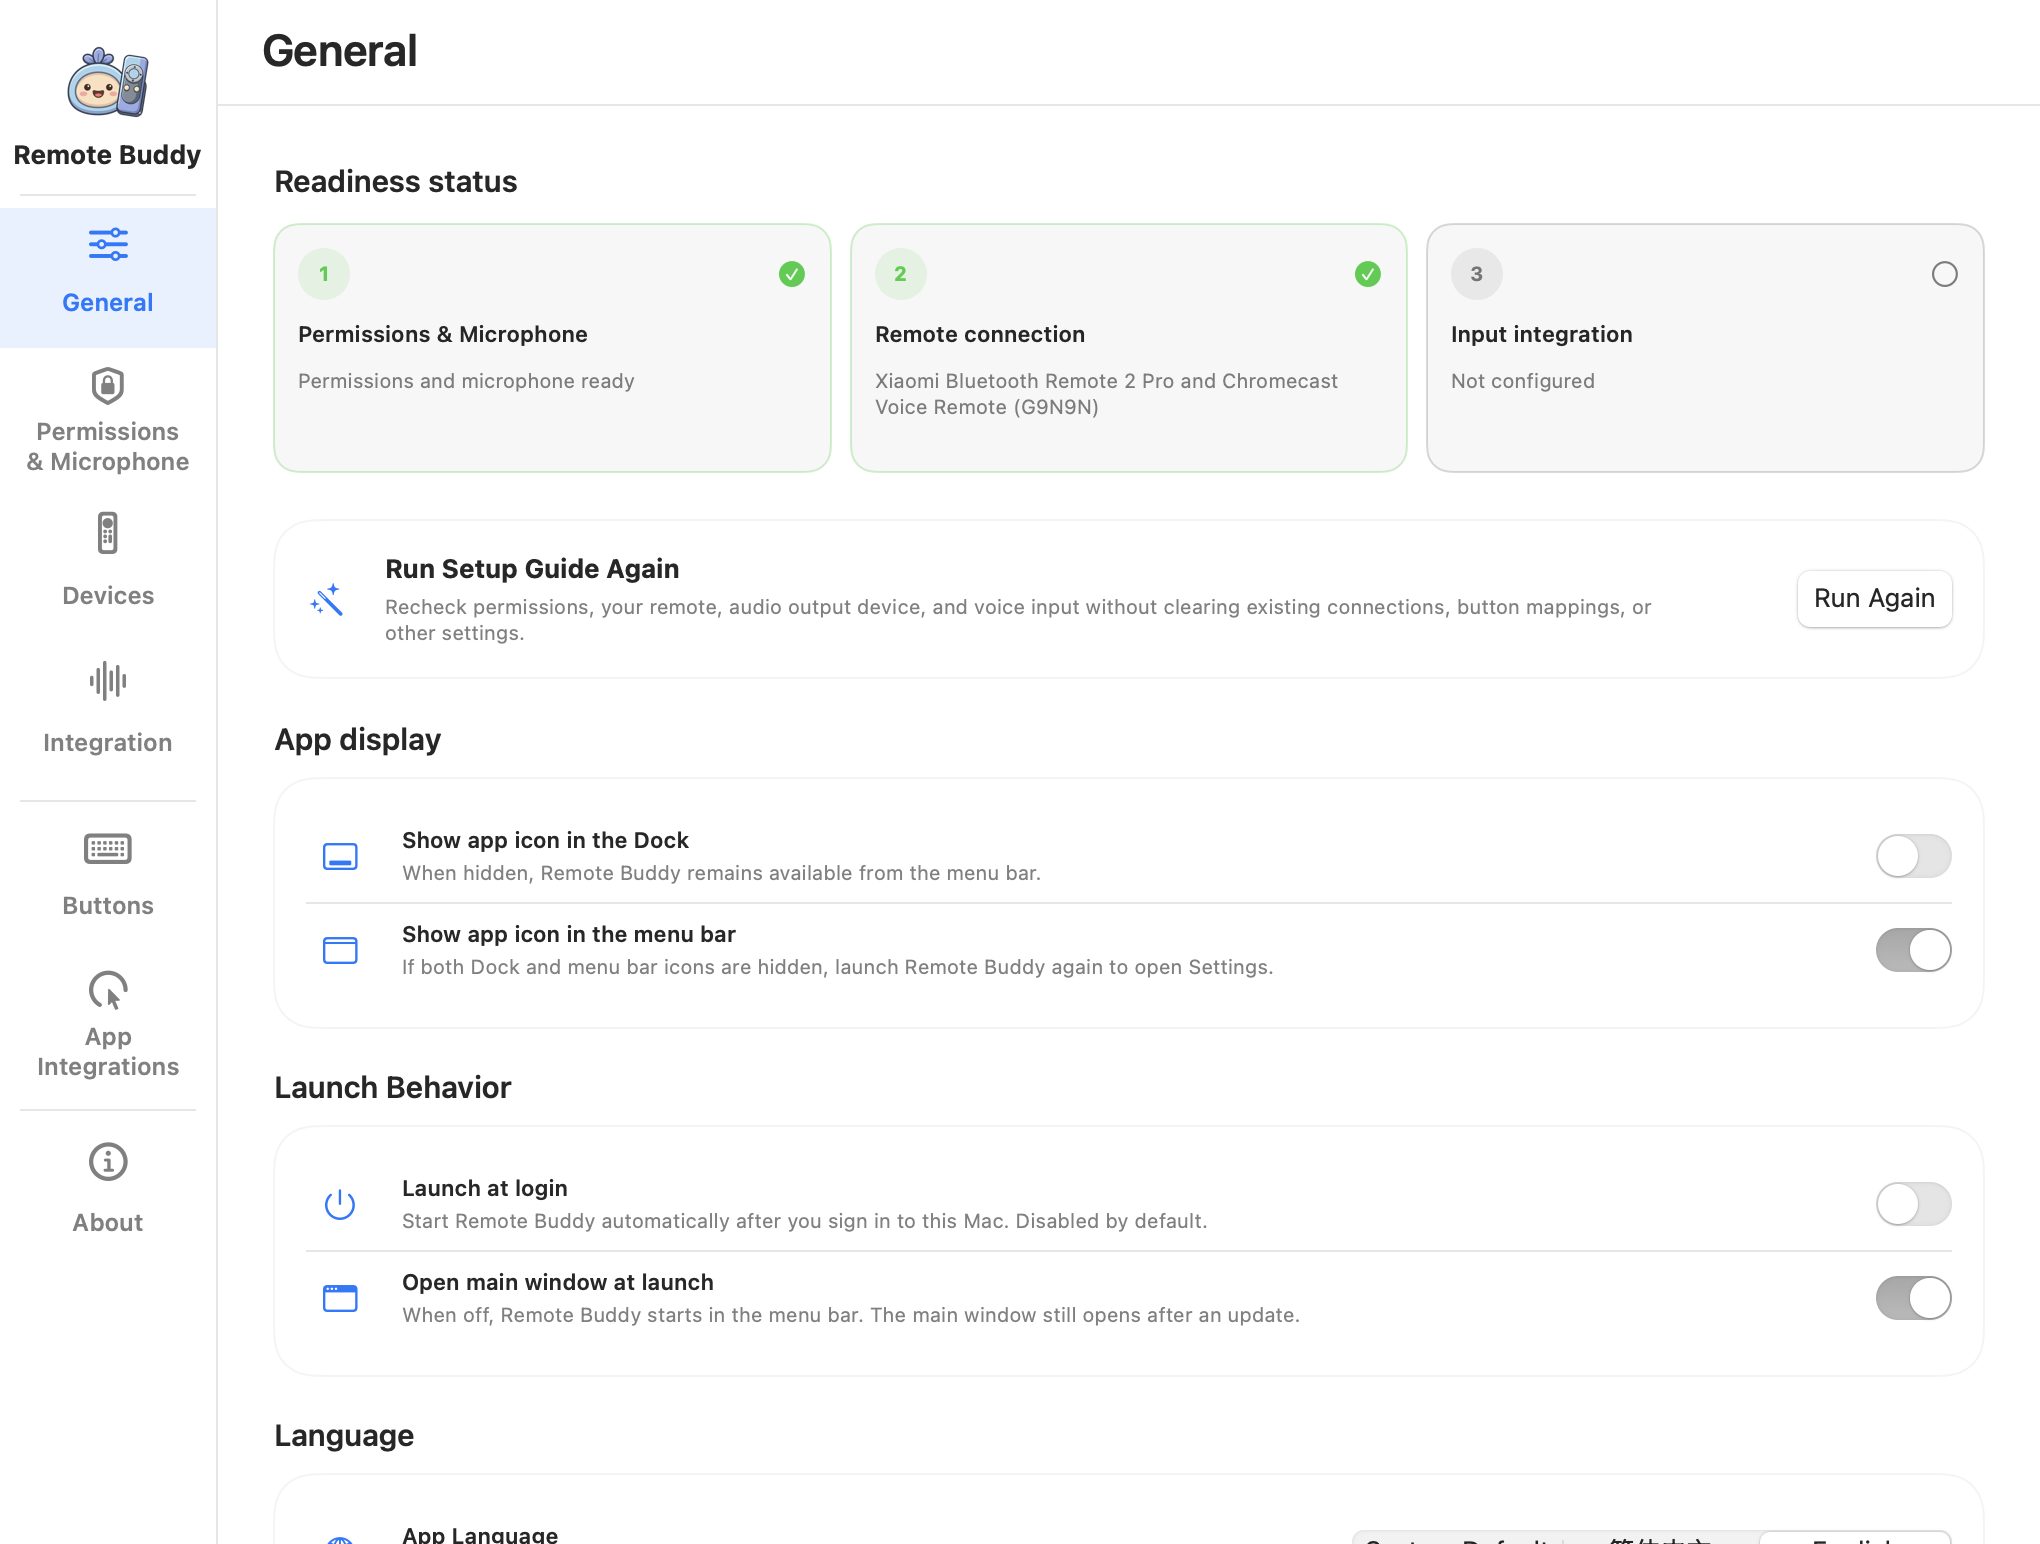 Remote Buddy
General
Permissions
& Microphone
Devices
Integration
Buttons
App
Integrations
About
General
Readiness status
1
Permissions & Microphone
Permissions and microphone ready
2
Remote connection
Xiaomi Bluetooth Remote 2 Pro and Chromecast
Voice Remote (G9N9N)
3
Input integration
Not configured
Run Setup Guide Again
Recheck permissions, your remote, audio output device, and voice input without clearing existing connections, button mappings, or
other settings.
Run Again
App display
Show app icon in the Dock
When hidden, Remote Buddy remains available from the menu bar.
Show app icon in the menu bar
If both Dock and menu bar icons are hidden, launch Remote Buddy again to open Settings.
Launch Behavior
Launch at login
Start Remote Buddy automatically after you sign in to this Mac. Disabled by default.
Open main window at launch
When off, Remote Buddy starts in the menu bar. The main window still opens after an update.
Language
App Language
System Default 简体中文 English